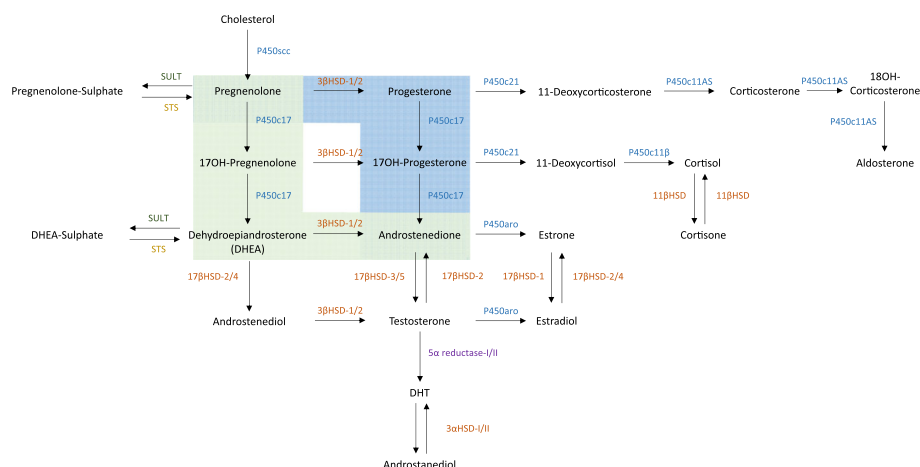 Cholesterol
P450scc
SULT
3βHSD-1/2
P450c21
P450c11AS
P450c11AS
18OH-
Pregnenolone-Sulphate
Pregnenolone
Progesterone
11-Deoxycorticosterone
Corticosterone
Corticosterone
STS
P450c17
P450c17
P450c11AS
3βHSD-1/2
P450c21
P450c11β
17OH-Pregnenolone
17OH-Progesterone
11-Deoxycortisol
Cortisol
Aldosterone
P450c17
P450c17
11βHSD
11βHSD
SULT
3βHSD-1/2
P450aro
DHEA-Sulphate
Dehydroepiandrosterone
(DHEA)
Androstenedione
Estrone
Cortisone
STS
17βHSD-2/4
17βHSD-3/5
17βHSD-2
17βHSD-1
17βHSD-2/4
3βHSD-1/2
P450aro
Androstenediol
Testosterone
Estradiol
5α reductase-I/II
DHT
3αHSD-I/II
Androstanediol